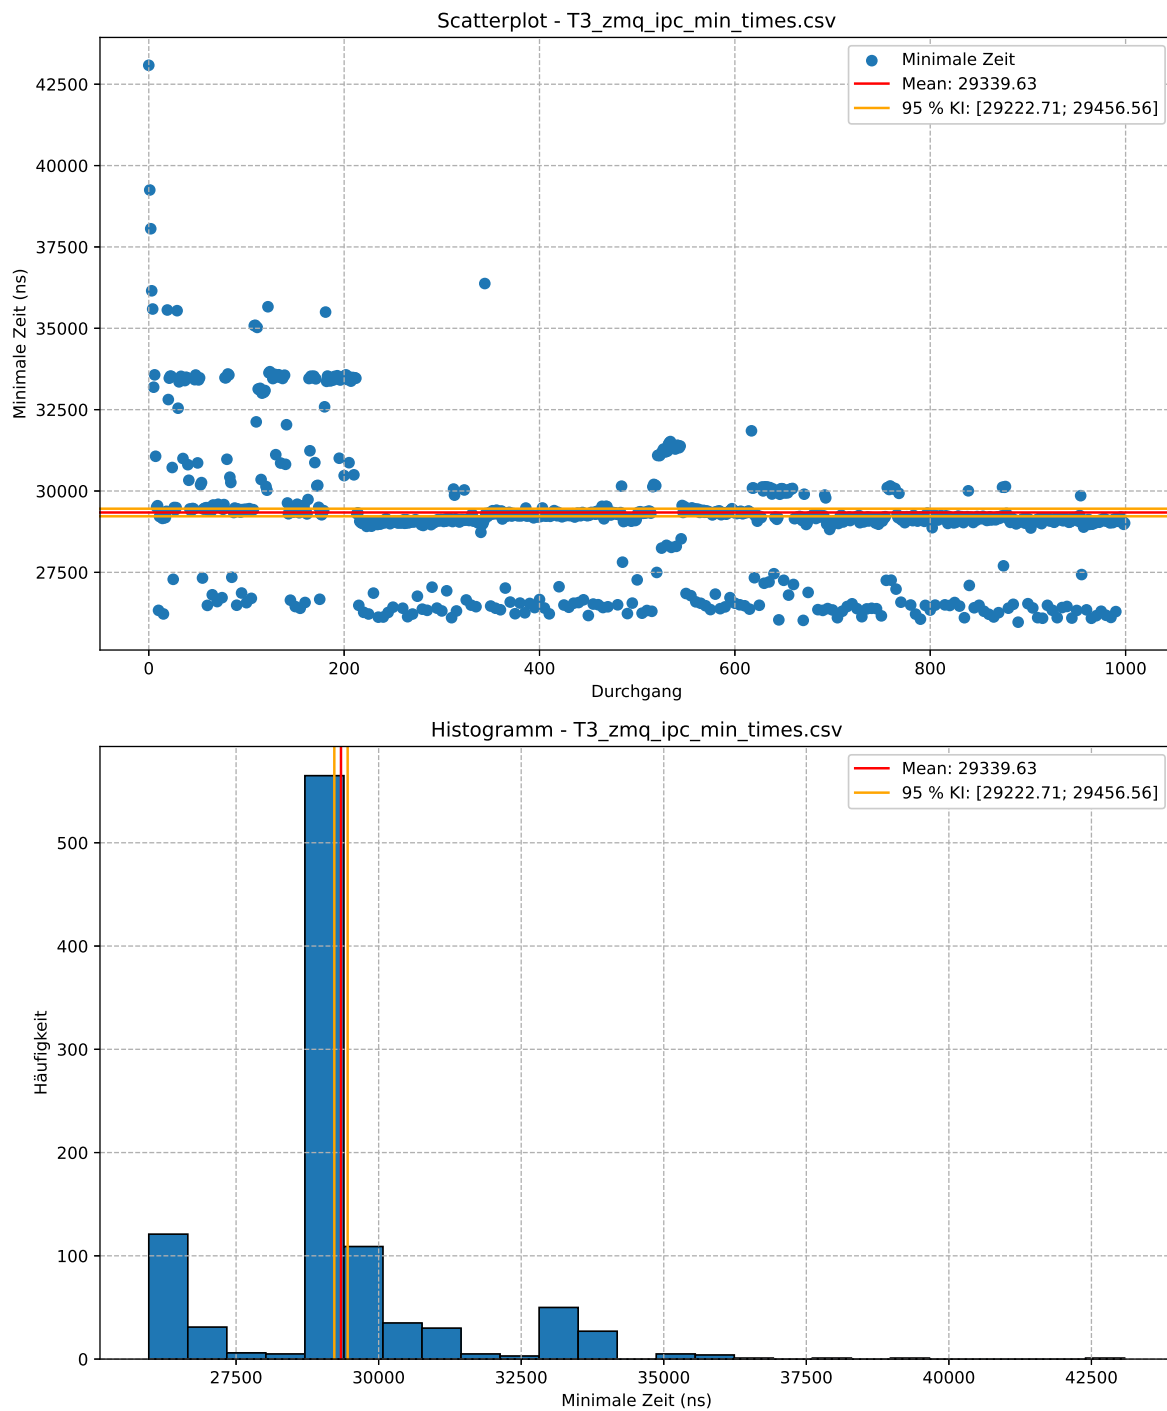 Scatterplot - T3_zmq_ipc_min_times.csv
Minimale Zeit
Mean: 29339.63
95 % KI: [29222.71; 29456.56]
42500
40000
37500
35000
32500
30000
27500
Minimale Zeit (ns)
0 200 400 600 800 1000
Durchgang
Histogramm - T3_zmq_ipc_min_times.csv
Mean: 29339.63
95 % KI: [29222.71; 29456.56]
500
400
300
200
100
0
Häufigkeit
27500 30000 32500 35000 37500 40000 42500
Minimale Zeit (ns)